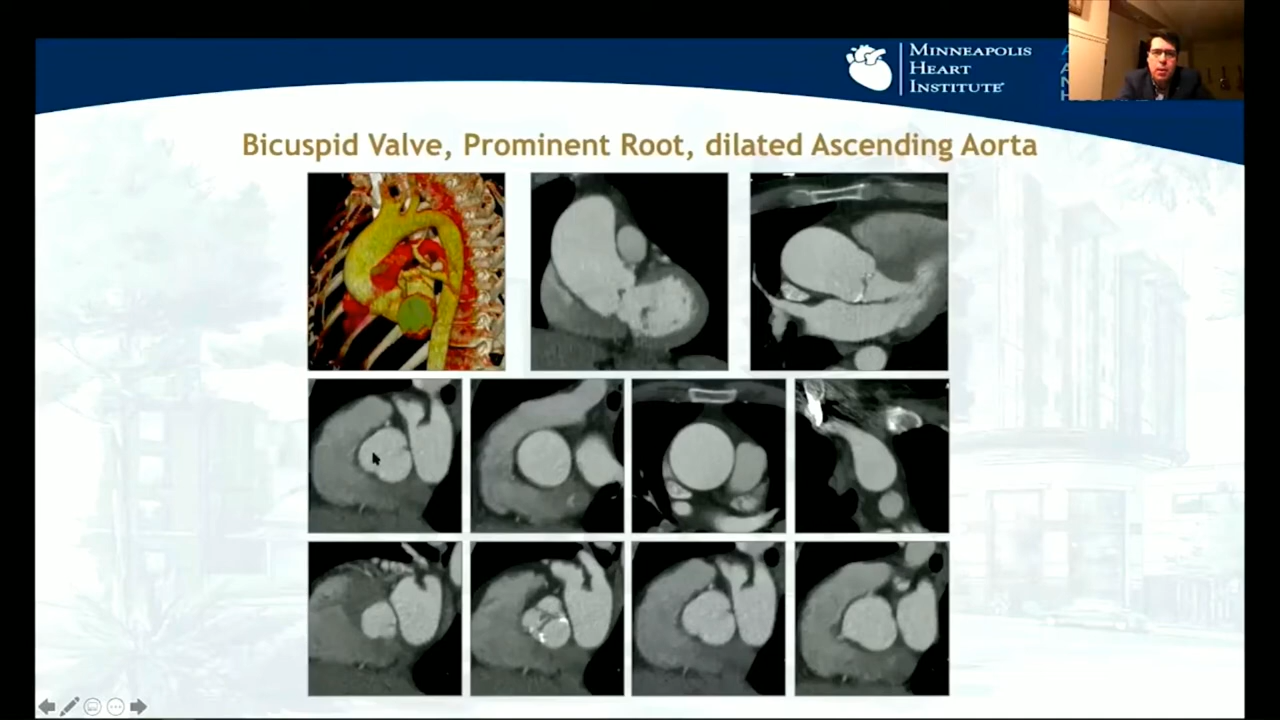 MINNEAPOLIS
HEART
INSTITUTE
Bicuspid Valve, Prominent Root, dilated Ascending Aorta